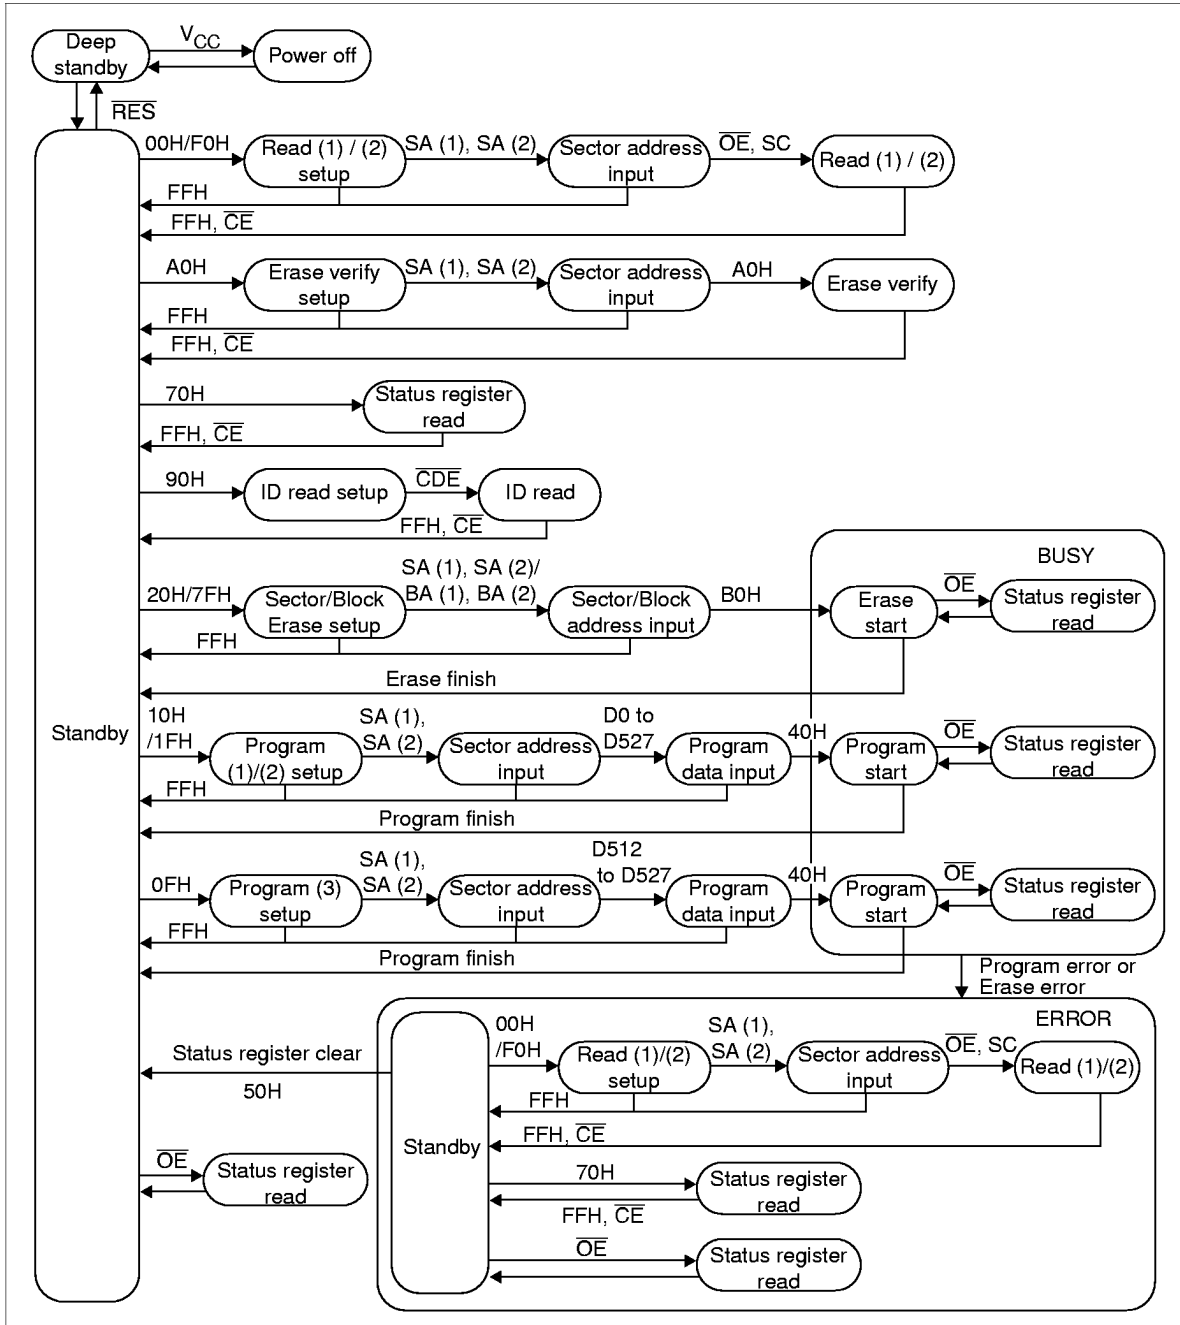 Deep
standby
VCC
Power off
RES
00H/F0H
Read (1) / (2)
setup
SA (1), SA (2)
Sector address
input
OE, SC
Read (1) / (2)
FFH
FFH, CE
A0H
Erase verify
setup
SA (1), SA (2)
Sector address
input
A0H
Erase verify
FFH
FFH, CE
70H
Status register
read
FFH, CE
90H
ID read setup
CDE
ID read
FFH, CE
BUSY
20H/7FH
Sector/Block
Erase setup
SA (1), SA (2)/
BA (1), BA (2)
Sector/Block
address input
B0H
Erase
start
OE
Status register
read
FFH
Erase finish
Standby
10H
/1FH
Program
(1)/(2) setup
SA (1),
SA (2)
Sector address
input
D0 to
D527
Program
data input
40H
Program
start
OE
Status register
read
FFH
Program finish
0FH
Program (3)
setup
SA (1),
SA (2)
Sector address
input
D512
to D527
Program
data input
40H
Program
start
OE
Status register
read
FFH
Program finish
Program error or
Erase error
ERROR
Status register clear
50H
Standby
00H
/F0H
Read (1)/(2)
setup
SA (1),
SA (2)
Sector address
input
OE, SC
Read (1)/(2)
FFH
FFH, CE
70H
Status register
read
FFH, CE
OE
Status register
read
OE
Status register
read